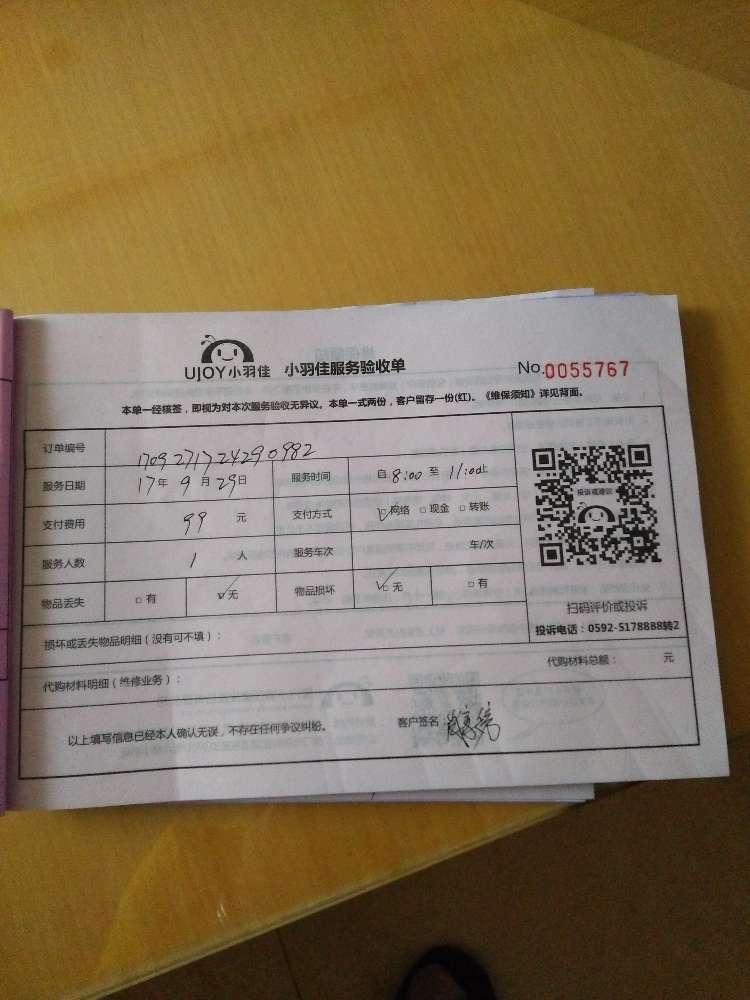 UJOY小羽佳 小羽佳服务验收单 No.0055767
本单一经核签，即视为对本次服务验收无异议。本单一式两份，客户留存一份(红)。《维保须知》详见背面。
订单编号 1709271724290982
服务日期 17年 9月 29日 服务时间 自 8:00 至 11:00止
支付费用 99 元 支付方式 ☑网络 □现金 □转账
服务人数 1 人 服务车次 车/次
物品丢失 □有 ☑无 物品损坏 ☑无 □有
投诉或建议
扫码评价或投诉
投诉电话：0592-5178888转2
损坏或丢失物品明细（没有可不填）：
代购材料明细（维修业务）： 代购材料总额： 元
以上填写信息已经本人确认无误，不存在任何争议纠纷。 客户签名